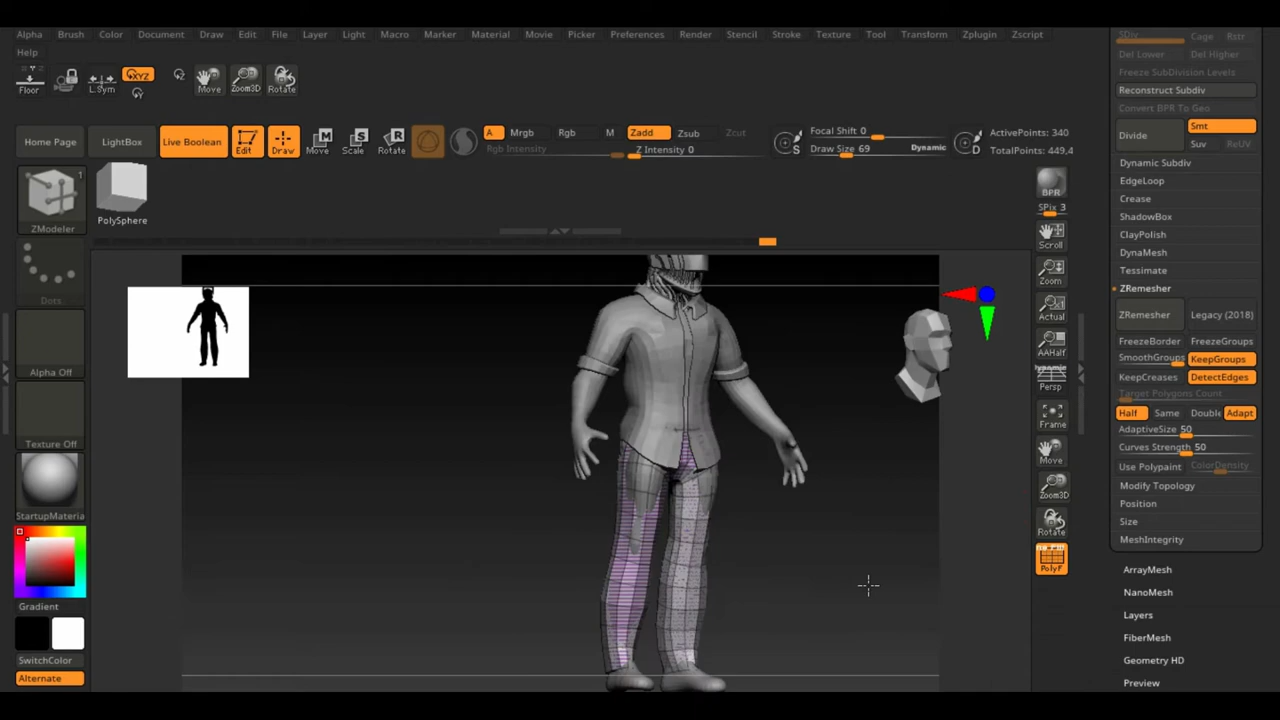 Alpha Brush Color Document Draw Edit File Layer Light Macro Marker Material Movie Picker Preferences Render Stencil Stroke Texture Tool Transform Zplugin Zscript
Help
Floor
L.Sym
XYZ
Move
Zoom3D
Rotate
Home Page
LightBox
Live Boolean
Edit
Draw
Move
Scale
Rotate
A
Mrgb
Rgb
M
Rgb Intensity
Zadd
Zsub
Zcut
Z Intensity 0
S
Focal Shift 0
Draw Size 69
Dynamic
D
ActivePoints: 340
TotalPoints: 449,4
1
ZModeler
PolySphere
Dots
Alpha Off
Texture Off
StartupMateria
Gradient
SwitchColor
Alternate
BPR
SPix 3
Scroll
Zoom
Actual
AAHalf
Dynamic
Persp
Frame
Move
Zoom3D
Rotate
PolyF
SDiv
Cage
Rstr
Del Lower
Del Higher
Freeze SubDivision Levels
Reconstruct Subdiv
Convert BPR To Geo
Divide
Smt
Suv
ReUV
Dynamic Subdiv
EdgeLoop
Crease
ShadowBox
ClayPolish
DynaMesh
Tessimate
ZRemesher
ZRemesher
Legacy (2018)
FreezeBorder
FreezeGroups
SmoothGroups
KeepGroups
KeepCreases
DetectEdges
Target Polygons Count
Half
Same
Double
Adapt
AdaptiveSize 50
Curves Strength 50
Use Polypaint
ColorDensity
Modify Topology
Position
Size
MeshIntegrity
ArrayMesh
NanoMesh
Layers
FiberMesh
Geometry HD
Preview